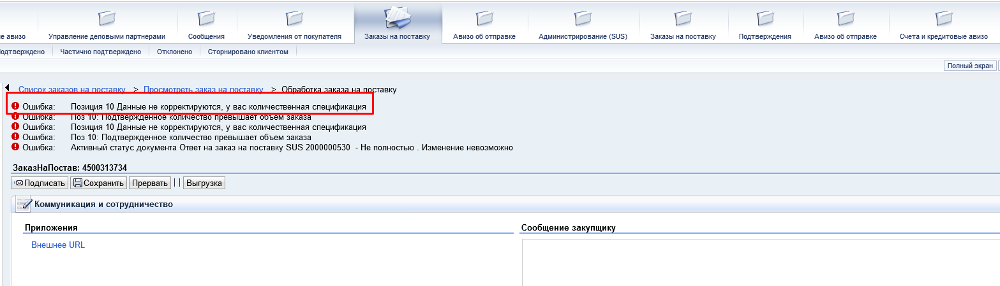 е авизо
Управление деловыми партнерами
Сообщения
Уведомления от покупателя
Заказы на поставку
Авизо об отправке
Администрирование (SUS)
Заказы на поставку
Подтверждения
Авизо об отправке
Счета и кредитовые авизо
Подтверждено Частично подтверждено Отклонено Сторнировано клиентом
Полный экран
Список заказов на поставку > Просмотреть заказ на поставку > Обработка заказа на поставку
Ошибка: Позиция 10 Данные не корректируются, у вас количественная спецификация
Ошибка: Поз 10: Подтвержденное количество превышает объем заказа
Ошибка: Позиция 10 Данные не корректируются, у вас количественная спецификация
Ошибка: Поз 10: Подтвержденное количество превышает объем заказа
Ошибка: Активный статус документа Ответ на заказ на поставку SUS 2000000530 - Не полностью . Изменение невозможно
ЗаказНаПостав: 4500313734
Подписать Сохранить Прервать Выгрузка
Коммуникация и сотрудничество
Приложения
Внешнее URL
Сообщение закупщику